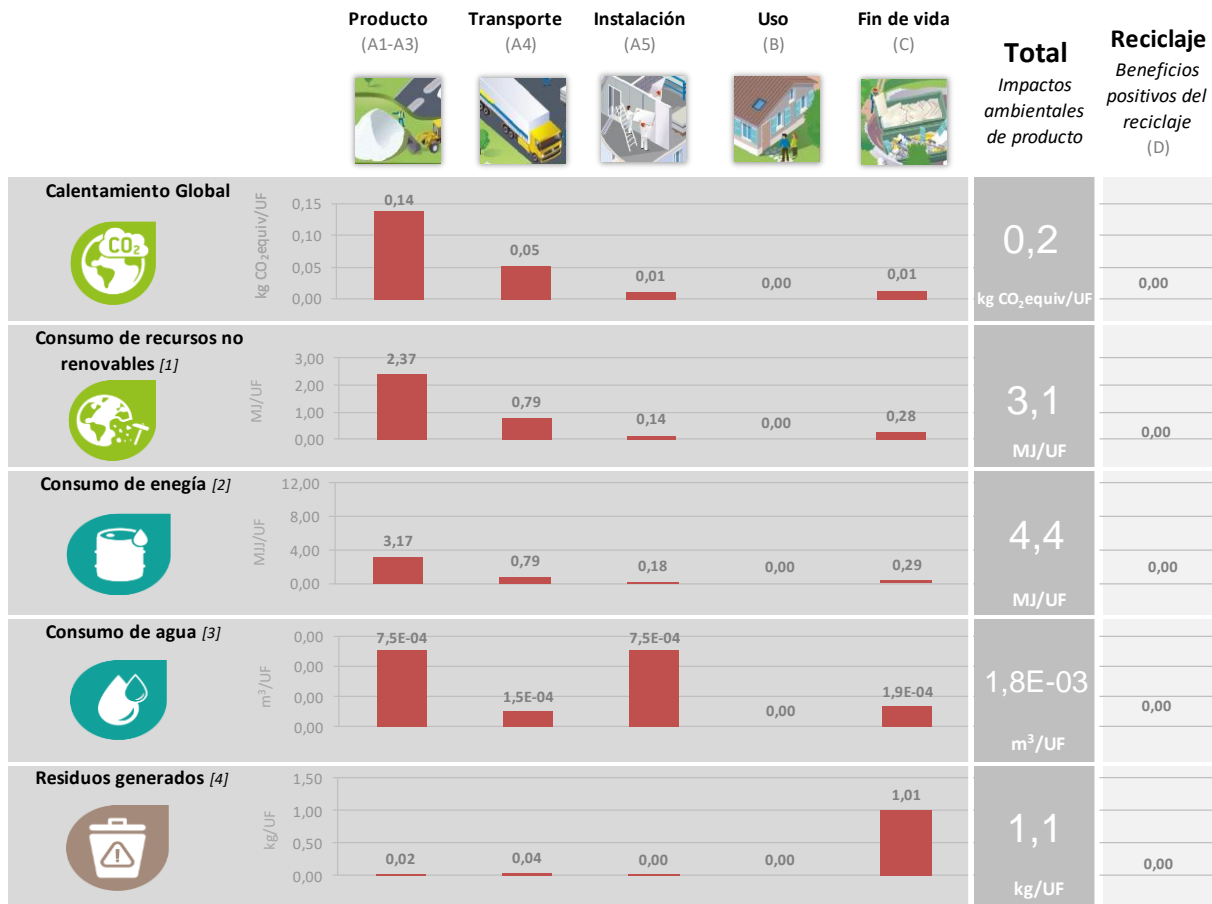 Producto
(A1-A3)
Transporte
(A4)
Instalación
(A5)
Uso
(B)
Fin de vida
(C)
Total
Impactos
ambientales
de producto
Reciclaje
Beneficios
positivos del
reciclaje
(D)
Calentamiento Global
CO2
kg CO₂equiv/UF
0,15
0,10
0,05
0,00
0,14
0,05
0,01
0,00
0,01
0,2
kg CO₂equiv/UF
0,00
Consumo de recursos no
renovables [1]
MJ/UF
3,00
2,00
1,00
0,00
2,37
0,79
0,14
0,00
0,28
3,1
MJ/UF
0,00
Consumo de enegía [2]
MJJ/UF
12,00
8,00
4,00
0,00
3,17
0,79
0,18
0,00
0,29
4,4
MJ/UF
0,00
Consumo de agua [3]
m³/UF
0,00
0,00
0,00
0,00
7,5E-04
1,5E-04
7,5E-04
0,00
1,9E-04
1,8E-03
m³/UF
0,00
Residuos generados [4]
kg/UF
1,50
1,00
0,50
0,00
0,02
0,04
0,00
0,00
1,01
1,1
kg/UF
0,00